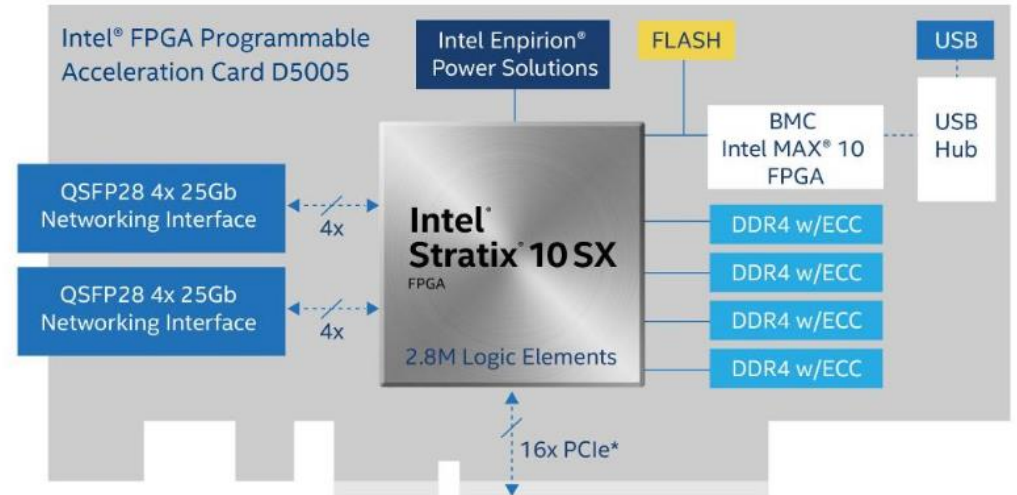 Intel® FPGA Programmable
Acceleration Card D5005
Intel Enpirion®
Power Solutions
FLASH
USB
BMC
Intel MAX® 10
FPGA
USB
Hub
QSFP28 4x 25Gb
Networking Interface
4x
QSFP28 4x 25Gb
Networking Interface
4x
Intel®
Stratix® 10 SX
FPGA
2.8M Logic Elements
DDR4 w/ECC
DDR4 w/ECC
DDR4 w/ECC
DDR4 w/ECC
16x PCIe*